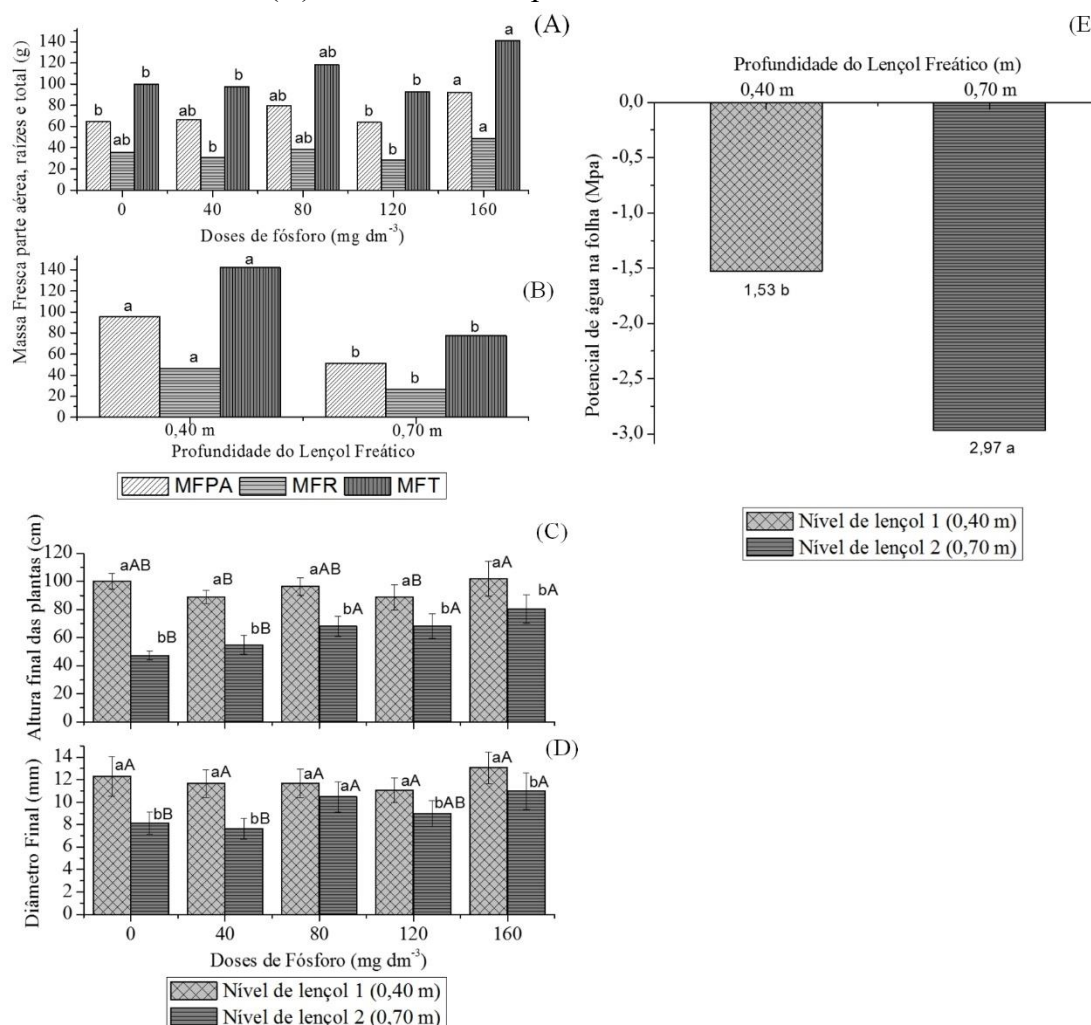 (A)
Massa Fresca parte aérea, raízes e total (g)
140
120
100
80
60
40
20
0
b ab b
ab b b
ab ab ab
b b b
a a a
0 40 80 120 160
Doses de fósforo (mg dm⁻³)
(B)
140
120
100
80
60
40
20
0
a a a
b b b
0,40 m 0,70 m
Profundidade do Lençol Freático
MFPA MFR MFT
(C)
Altura final das plantas (cm)
120
100
80
60
40
20
0
aAB bB aB bB aAB bA aB bA aA bA
(D)
Diâmetro Final (mm)
14
12
10
8
6
4
2
0
aA bB aA bB aA aA aA bAB aA bA
0 40 80 120 160
Doses de Fósforo (mg dm⁻³)
Nível de lençol 1 (0,40 m)
Nível de lençol 2 (0,70 m)
(E
Profundidade do Lençol Freático (m)
0,40 m 0,70 m
Potencial de água na folha (Mpa)
0,0
-0,5
-1,0
-1,5
-2,0
-2,5
-3,0
1,53 b
2,97 a
Nível de lençol 1 (0,40 m)
Nível de lençol 2 (0,70 m)